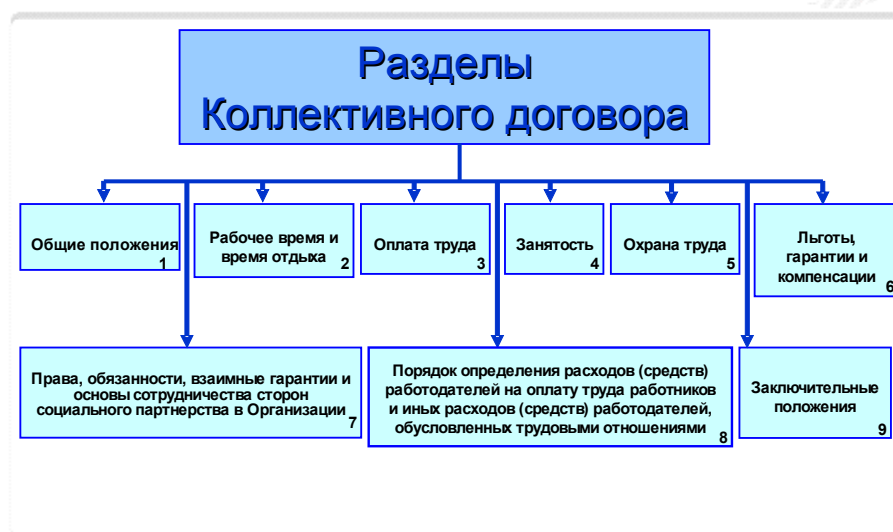 Разделы
Коллективного договора
Общие положения
1
Рабочее время и
время отдыха
2
Оплата труда
3
Занятость
4
Охрана труда
5
Льготы,
гарантии и
компенсации
6
Права, обязанности, взаимные гарантии и
основы сотрудничества сторон
социального партнерства в Организации
7
Порядок определения расходов (средств)
работодателей на оплату труда работников
и иных расходов (средств) работодателей,
обусловленных трудовыми отношениями
8
Заключительные
положения
9